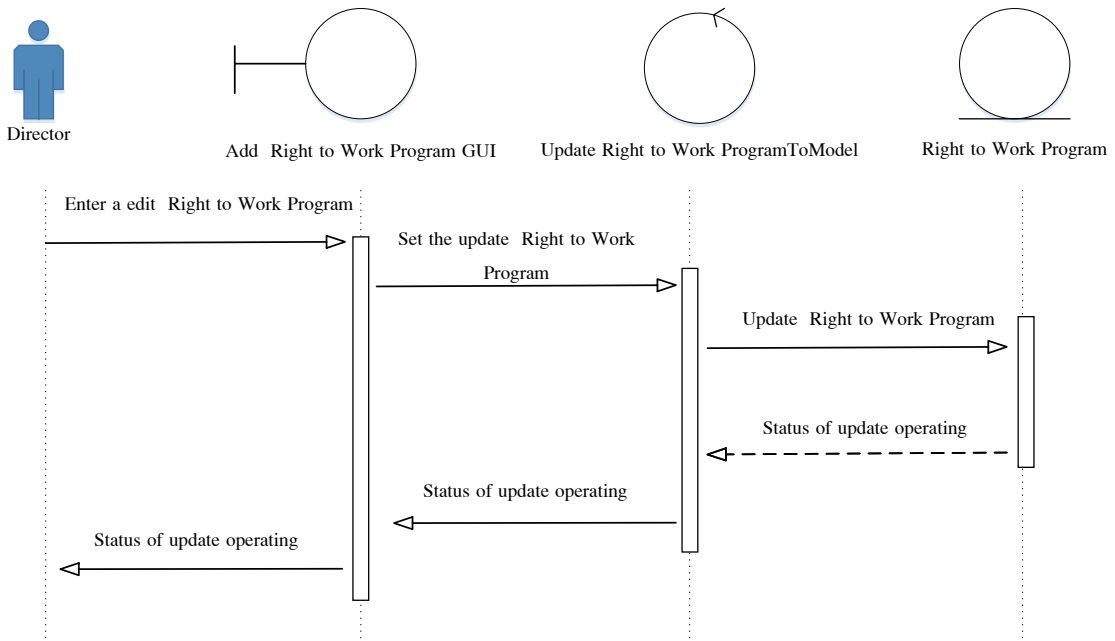 Director
Add Right to Work Program GUI
Update Right to Work ProgramToModel
Right to Work Program
Enter a edit Right to Work Program
Set the update Right to Work
Program
Update Right to Work Program
Status of update operating
Status of update operating
Status of update operating